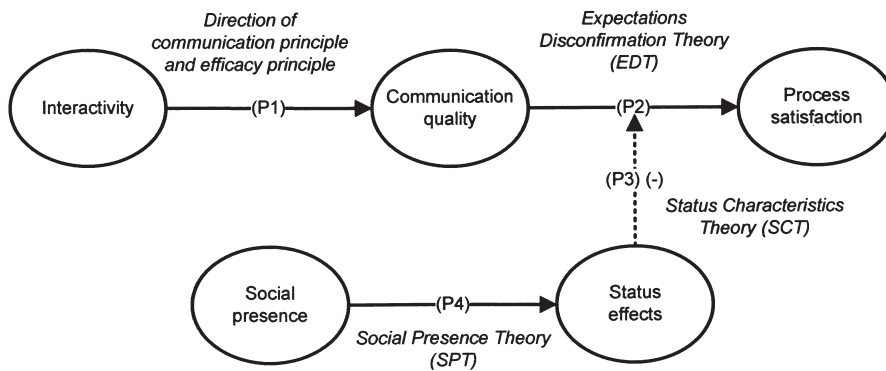 Direction of
communication principle
and efficacy principle
Expectations
Disconfirmation Theory
(EDT)
Interactivity
(P1)
Communication
quality
(P2)
Process
satisfaction
(P3) (-)
Status Characteristics
Theory (SCT)
Social
presence
(P4)
Social Presence Theory
(SPT)
Status
effects